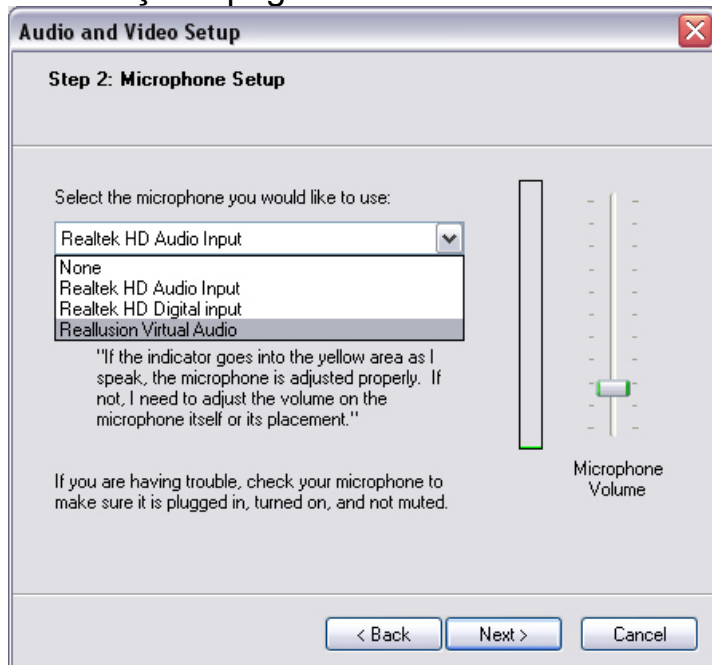 Audio and Video Setup
Step 2: Microphone Setup
Select the microphone you would like to use:
Realtek HD Audio Input
None
Realtek HD Audio Input
Realtek HD Digital input
Reallusion Virtual Audio
"If the indicator goes into the yellow area as I
speak, the microphone is adjusted properly. If
not, I need to adjust the volume on the
microphone itself or its placement."
If you are having trouble, check your microphone to
make sure it is plugged in, turned on, and not muted.
Microphone
Volume
< Back
Next >
Cancel